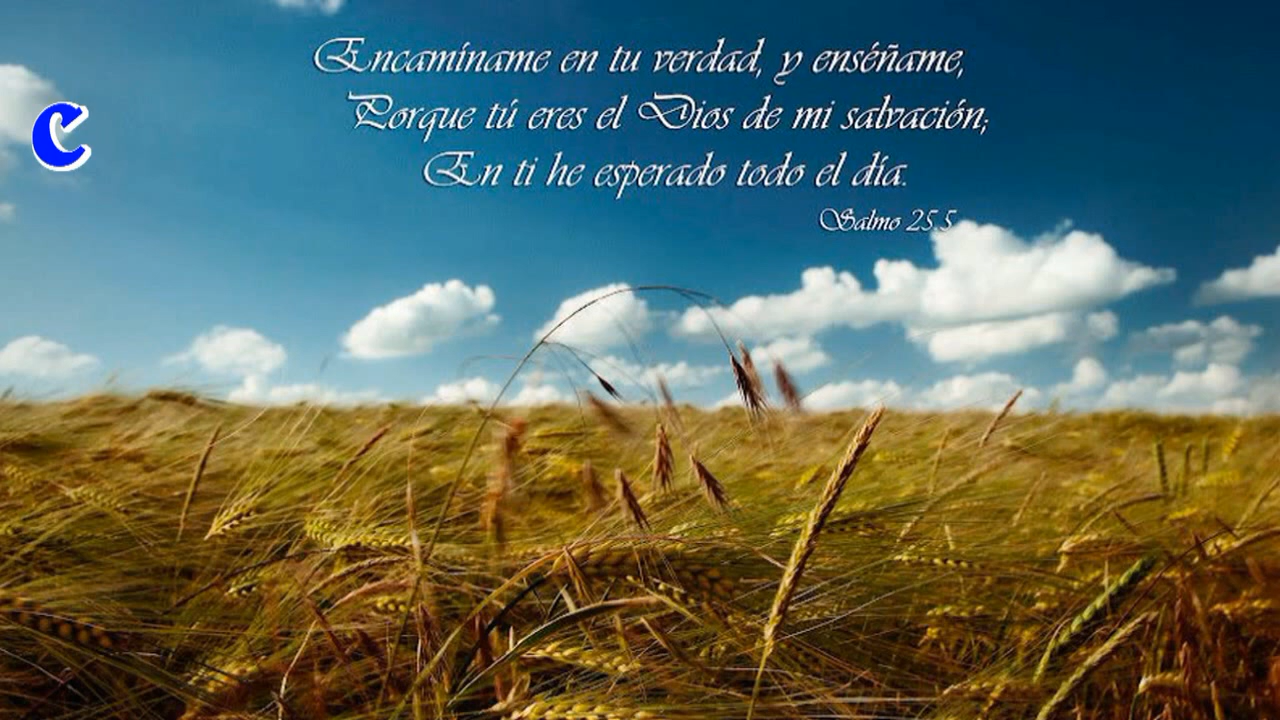 C
Encamíname en tu verdad, y enséñame,
Porque tú eres el Dios de mi salvación;
En ti he esperado todo el día.
Salmo 25.5